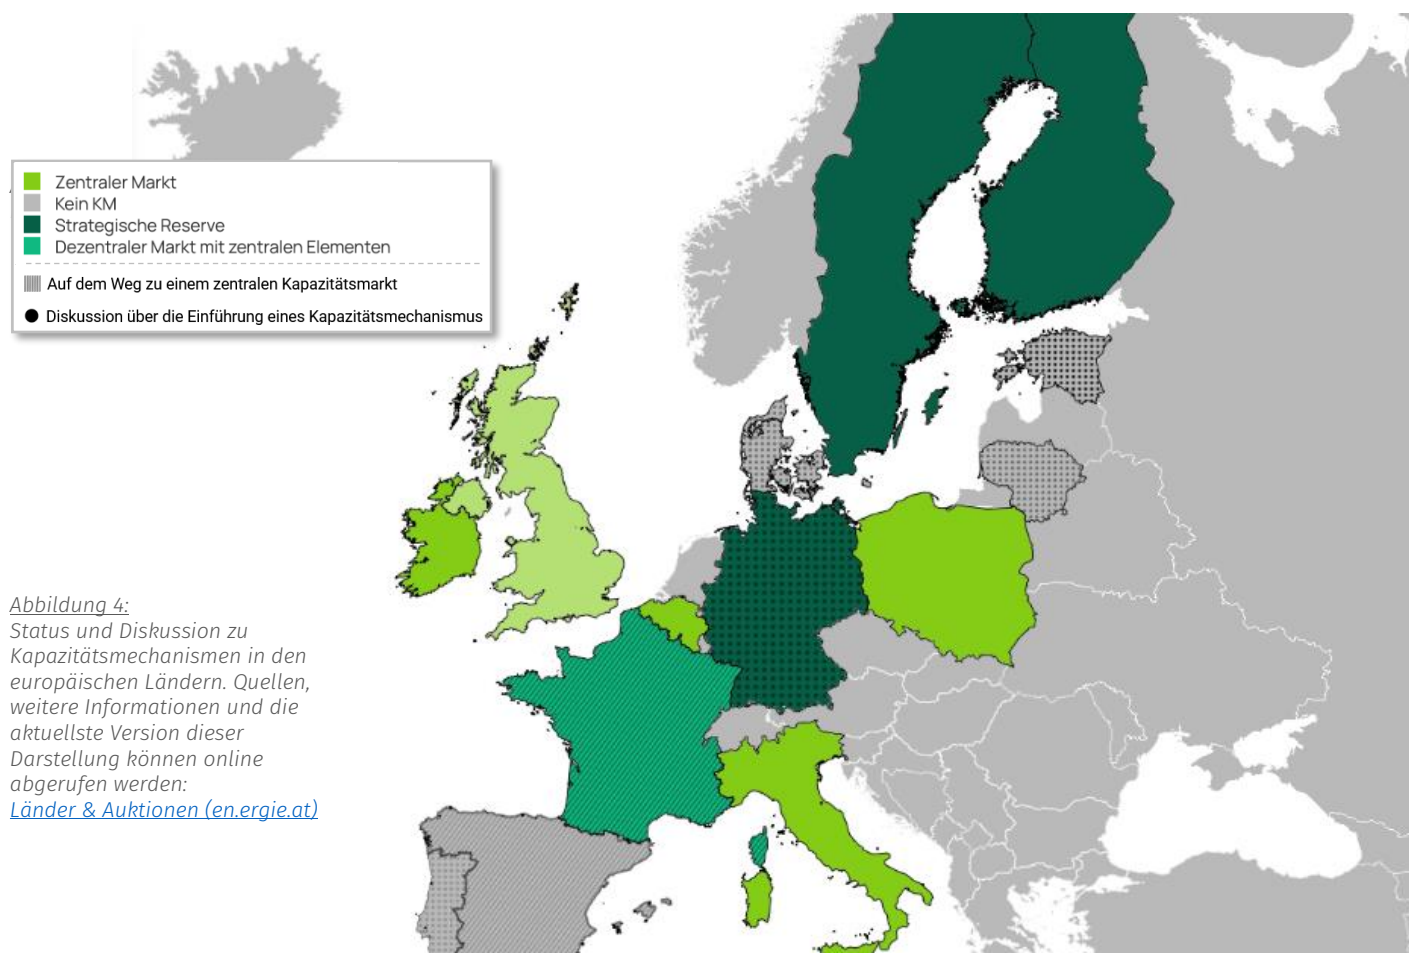 Zentraler Markt
Kein KM
Strategische Reserve
Dezentraler Markt mit zentralen Elementen
Auf dem Weg zu einem zentralen Kapazitätsmarkt
Diskussion über die Einführung eines Kapazitätsmechanismus
Abbildung 4:
Status und Diskussion zu
Kapazitätsmechanismen in den
europäischen Ländern. Quellen,
weitere Informationen und die
aktuellste Version dieser
Darstellung können online
abgerufen werden:
Länder & Auktionen (en.ergie.at)